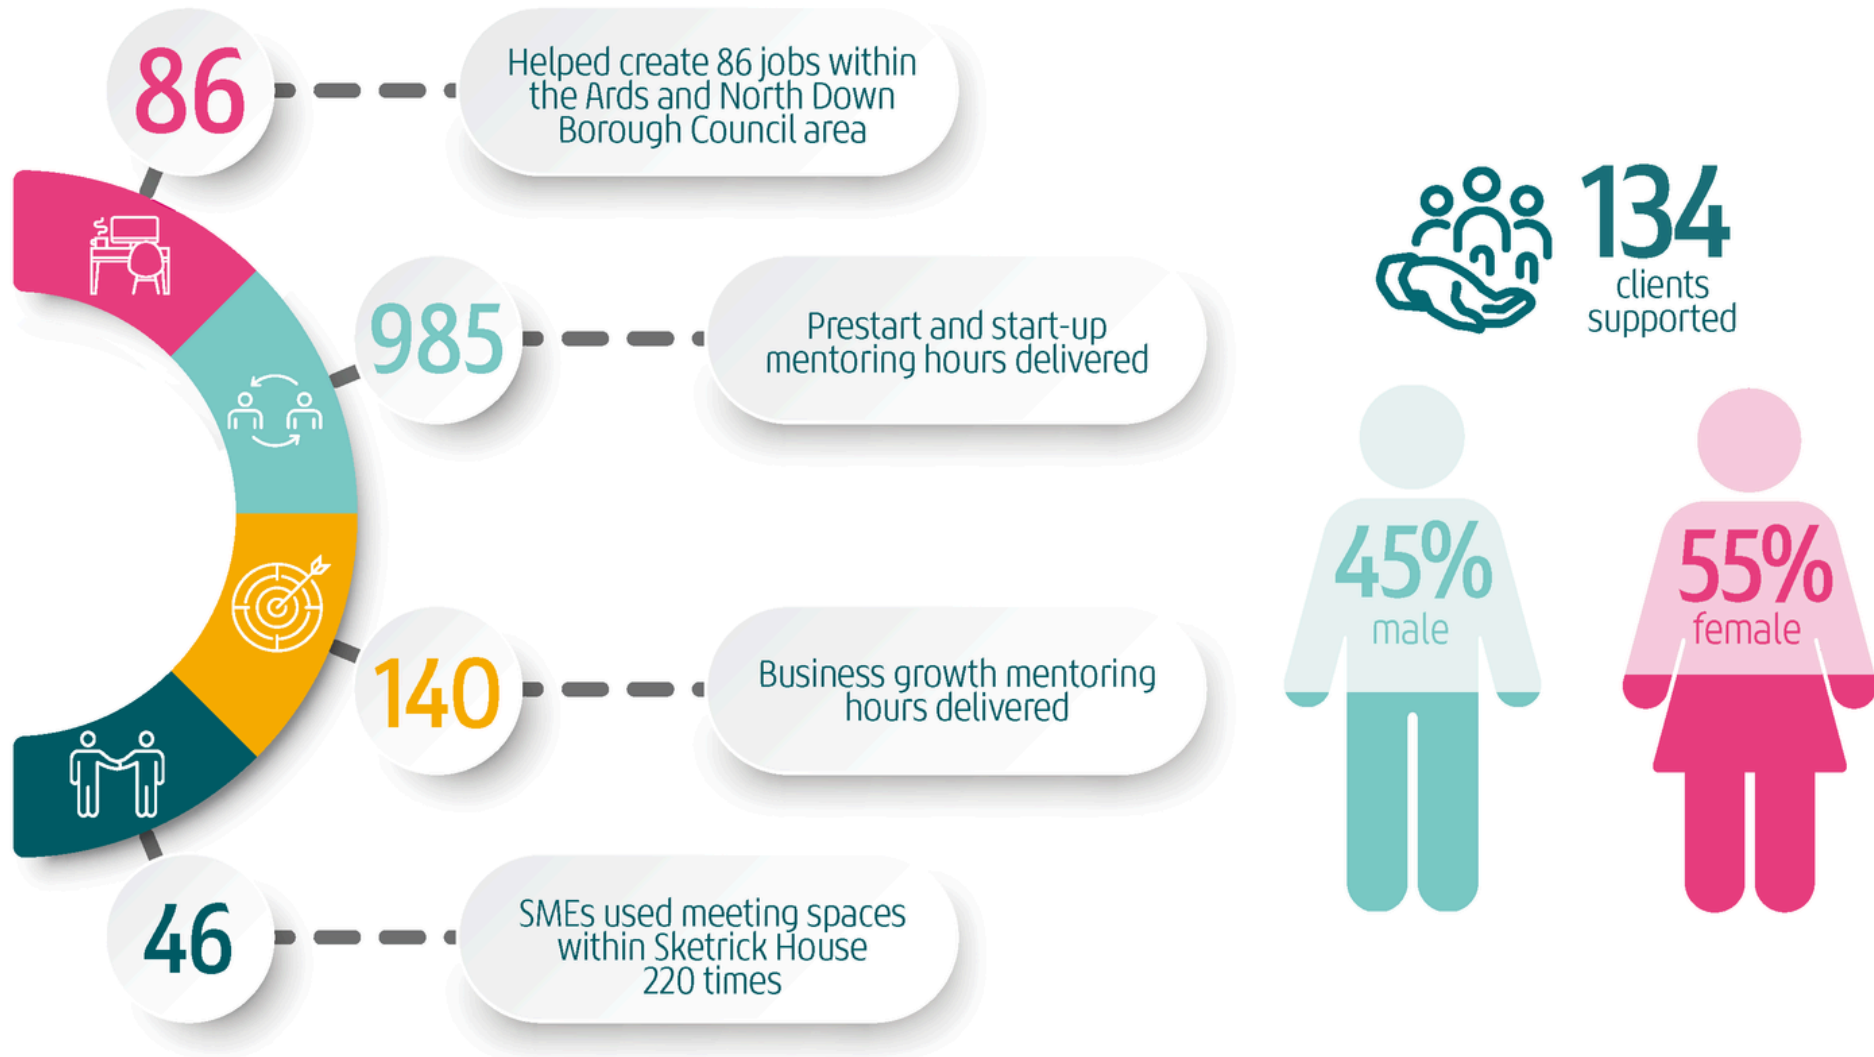 86
Helped create 86 jobs within
the Ards and North Down
Borough Council area
985
Prestart and start-up
mentoring hours delivered
140
Business growth mentoring
hours delivered
46
SMEs used meeting spaces
within Sketrick House
220 times
134
clients
supported
45%
male
55%
female